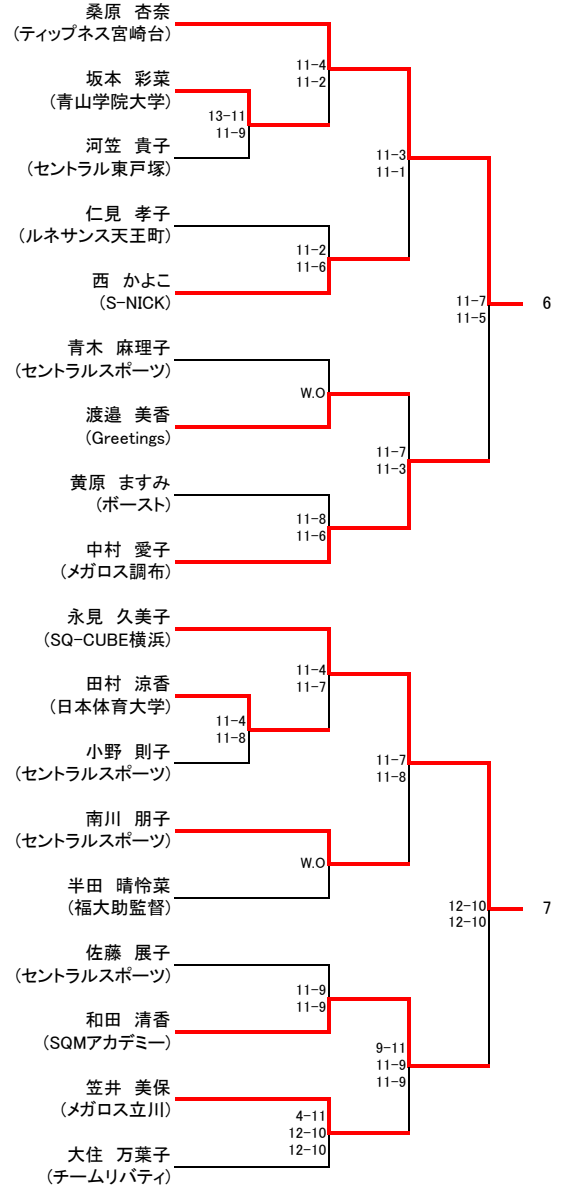 桑原　杏奈
(ティップネス宮崎台)
坂本　彩菜
(青山学院大学)
河笠　貴子
(セントラル東戸塚)
仁見　孝子
(ルネサンス天王町)
西　かよこ
(S-NICK)
青木　麻理子
(セントラルスポーツ)
渡邉　美香
(Greetings)
黄原　ますみ
(ボースト)
中村　愛子
(メガロス調布)
13-11
11-9
11-4
11-2
11-2
11-6
W.O
11-8
11-6
11-3
11-1
11-7
11-3
11-7
11-5
6
永見　久美子
(SQ-CUBE横浜)
田村　涼香
(日本体育大学)
小野　則子
(セントラルスポーツ)
南川　朋子
(セントラルスポーツ)
半田　晴怜菜
(福大助監督)
佐藤　展子
(セントラルスポーツ)
和田　清香
(SQMアカデミー)
笠井　美保
(メガロス立川)
大住　万葉子
(チームリバティ)
11-4
11-8
11-4
11-7
W.O
11-9
11-9
4-11
12-10
12-10
11-7
11-8
9-11
11-9
11-9
12-10
12-10
7